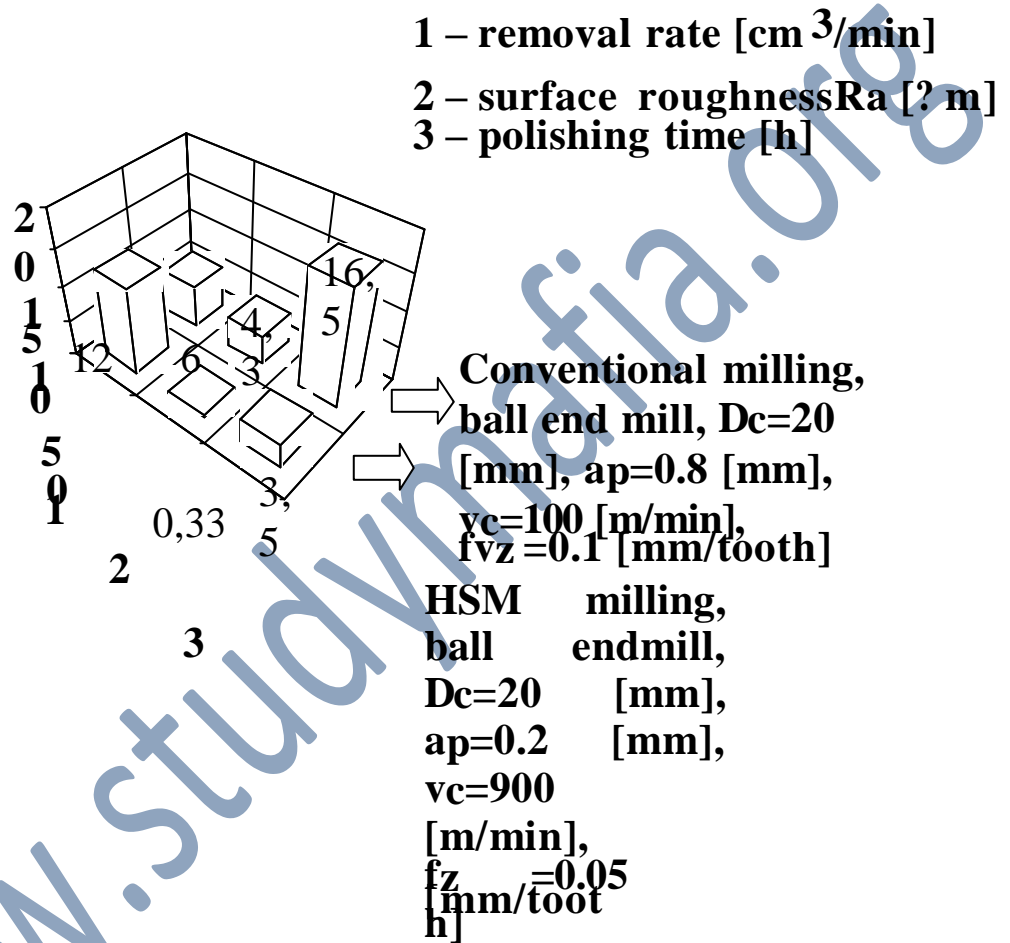 1 – removal rate [cm 3/min]
2 – surface roughnessRa [? m]
3 – polishing time [h]
2
0
1
5
1
0
5
0
1
2
3
12
6
4,
3
16,
5
0,33
3,
5
Conventional milling,
ball end mill, Dc=20
[mm], ap=0.8 [mm],
vc=100 [m/min],
fvz =0.1 [mm/tooth]
HSM milling,
ball endmill,
Dc=20 [mm],
ap=0.2 [mm],
vc=900
[m/min],
fz =0.05
[mm/toot
h]
w.studymafia.org